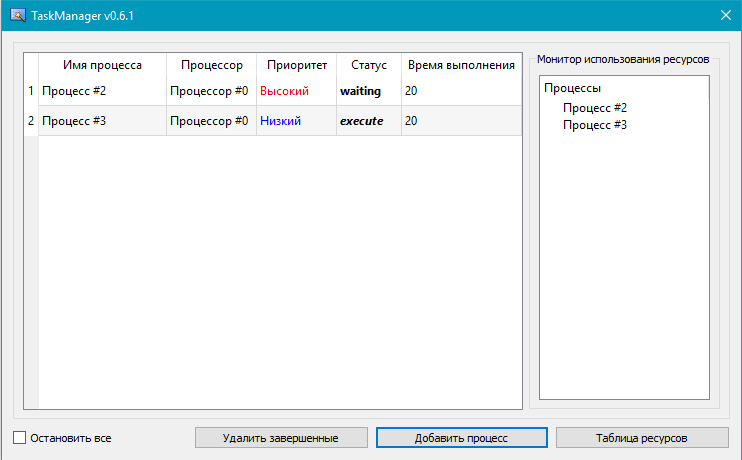 TaskManager v0.6.1
Имя процесса Процессор Приоритет Статус Время выполнения
1 Процесс #2 Процессор #0 Высокий waiting 20
2 Процесс #3 Процессор #0 Низкий execute 20
Монитор использования ресурсов
Процессы
Процесс #2
Процесс #3
Остановить все
Удалить завершенные
Добавить процесс
Таблица ресурсов